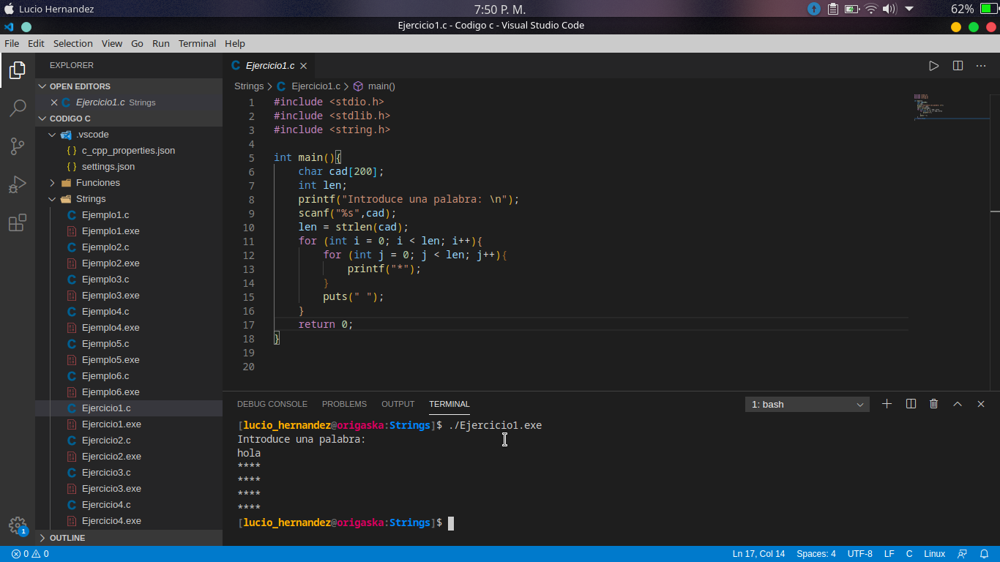 Lucio Hernandez
7:50 P. M.
62%
Ejercicio1.c - Codigo c - Visual Studio Code
File Edit Selection View Go Run Terminal Help
EXPLORER
OPEN EDITORS
Ejercicio1.c Strings
CODIGO C
.vscode
{ } c_cpp_properties.json
{ } settings.json
Funciones
Strings
C Ejemplo1.c
Ejemplo1.exe
C Ejemplo2.c
Ejemplo2.exe
C Ejemplo3.c
Ejemplo3.exe
C Ejemplo4.c
Ejemplo4.exe
C Ejemplo5.c
Ejemplo5.exe
C Ejemplo6.c
Ejemplo6.exe
C Ejercicio1.c
Ejercicio1.exe
C Ejercicio2.c
Ejercicio2.exe
C Ejercicio3.c
Ejercicio3.exe
C Ejercicio4.c
Ejercicio4.exe
OUTLINE
1
C Ejercicio1.c
Strings > C Ejercicio1.c > main()
1 #include <stdio.h>
2 #include <stdlib.h>
3 #include <string.h>
4
5 int main(){
6     char cad[200];
7     int len;
8     printf("Introduce una palabra: \n");
9     scanf("%s",cad);
10     len = strlen(cad);
11     for (int i = 0; i < len; i++){
12         for (int j = 0; j < len; j++){
13             printf("*");
14         }
15         puts(" ");
16     }
17     return 0;
18 }
19
20
DEBUG CONSOLE PROBLEMS OUTPUT TERMINAL
1: bash
[lucio_hernandez@origaska:Strings]$ ./Ejercicio1.exe
Introduce una palabra:
hola
****
****
****
****
[lucio_hernandez@origaska:Strings]$
0 0
Ln 17, Col 14 Spaces: 4 UTF-8 LF C Linux